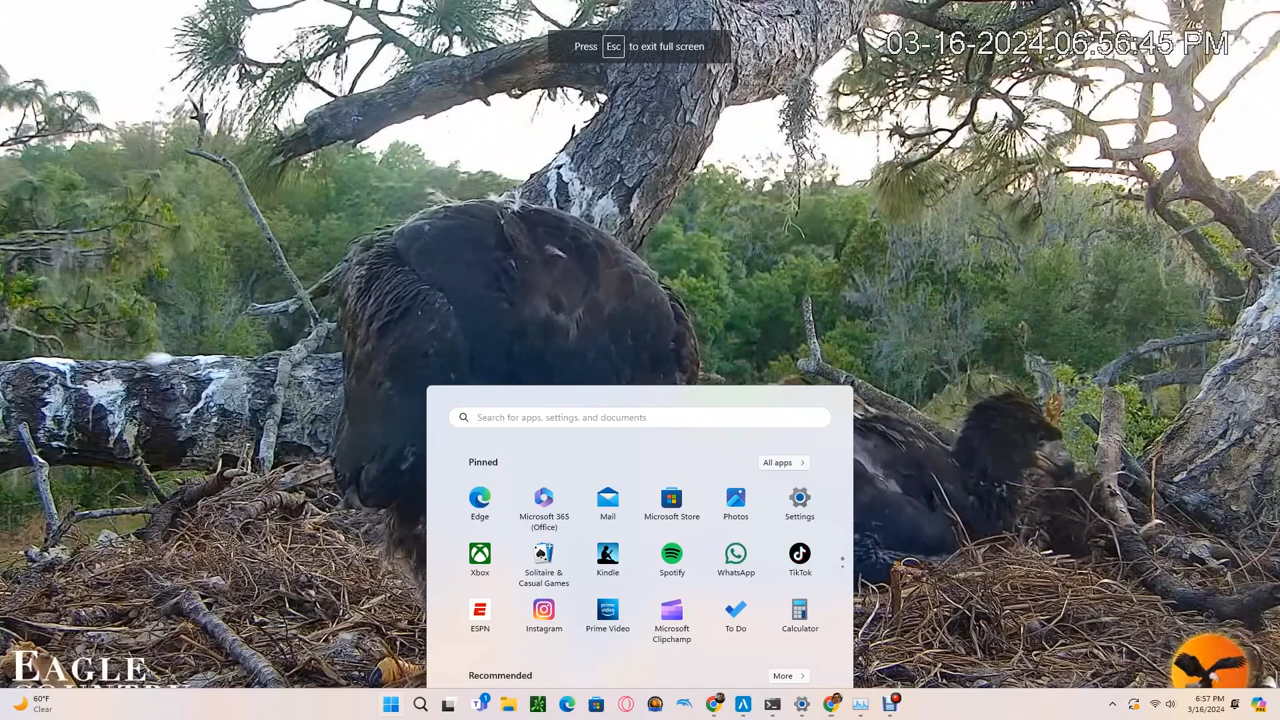 Press Esc to exit full screen
03-16-2024 06:56:45 PM
Search for apps, settings, and documents
Pinned
All apps
Edge
Microsoft 365
(Office)
Mail
Microsoft Store
Photos
Settings
Xbox
Solitaire &
Casual Games
Kindle
Spotify
WhatsApp
TikTok
ESPN
Instagram
prime
video
Prime Video
Microsoft
Clipchamp
To Do
Calculator
Recommended
More
EAGLE
COUNTRY
60°F
Clear
6:57 PM
3/16/2024